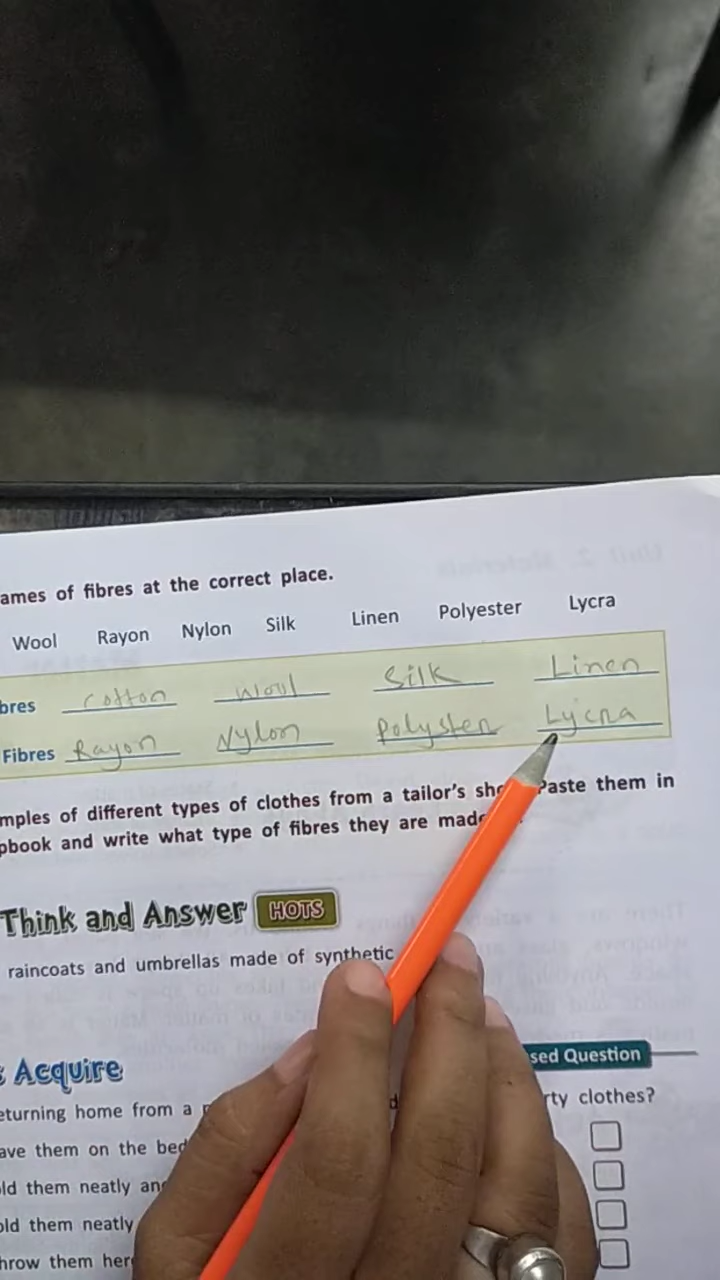 ames of fibres at the correct place.
Wool Rayon Nylon Silk Linen Polyester Lycra
bres cotton Wool Silk Linen
Fibres Rayon Nylon Polyster Lycra
mples of different types of clothes from a tailor's sho Paste them in
pbook and write what type of fibres they are made
Think and Answer HOTS
raincoats and umbrellas made of synthetic
Acquire
sed Question
eturning home from a rty clothes?
ave them on the bed
ld them neatly an
old them neatly
hrow them her